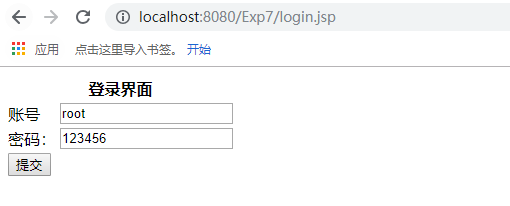 localhost:8080/Exp7/login.jsp
应用 点击这里导入书签。 开始
登录界面
账号 root
密码： 123456
提交